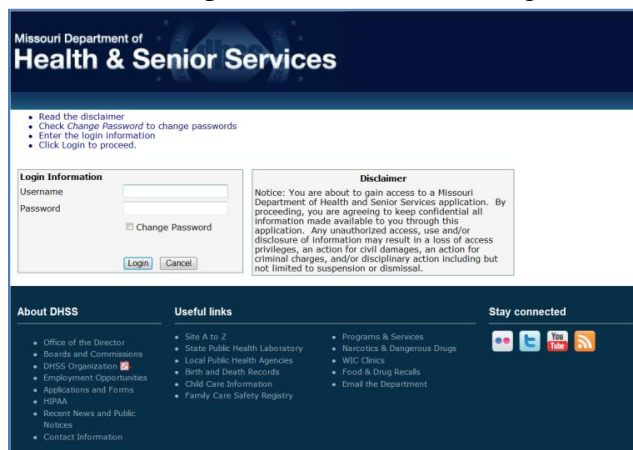 Missouri Department of
Health & Senior Services
Read the disclaimer
Check Change Password to change passwords
Enter the login information
Click Login to proceed.
Login Information
Username
Password
Change Password
Login Cancel
Disclaimer
Notice: You are about to gain access to a Missouri
Department of Health and Senior Services application. By
proceeding, you are agreeing to keep confidential all
information made available to you through this
application. Any unauthorized access, use and/or
disclosure of information may result in a loss of access
privileges, an action for civil damages, an action for
criminal charges, and/or disciplinary action including but
not limited to suspension or dismissal.
About DHSS
Office of the Director
Boards and Commissions
DHSS Organization
Employment Opportunities
Applications and Forms
HIPAA
Recent News and Public
Notices
Contact Information
Useful links
Site A to Z
State Public Health Laboratory
Local Public Health Agencies
Birth and Death Records
Child Care Information
Family Care Safety Registry
Programs & Services
Narcotics & Dangerous Drugs
WIC Clinics
Food & Drug Recalls
Email the Department
Stay connected
You
Tube